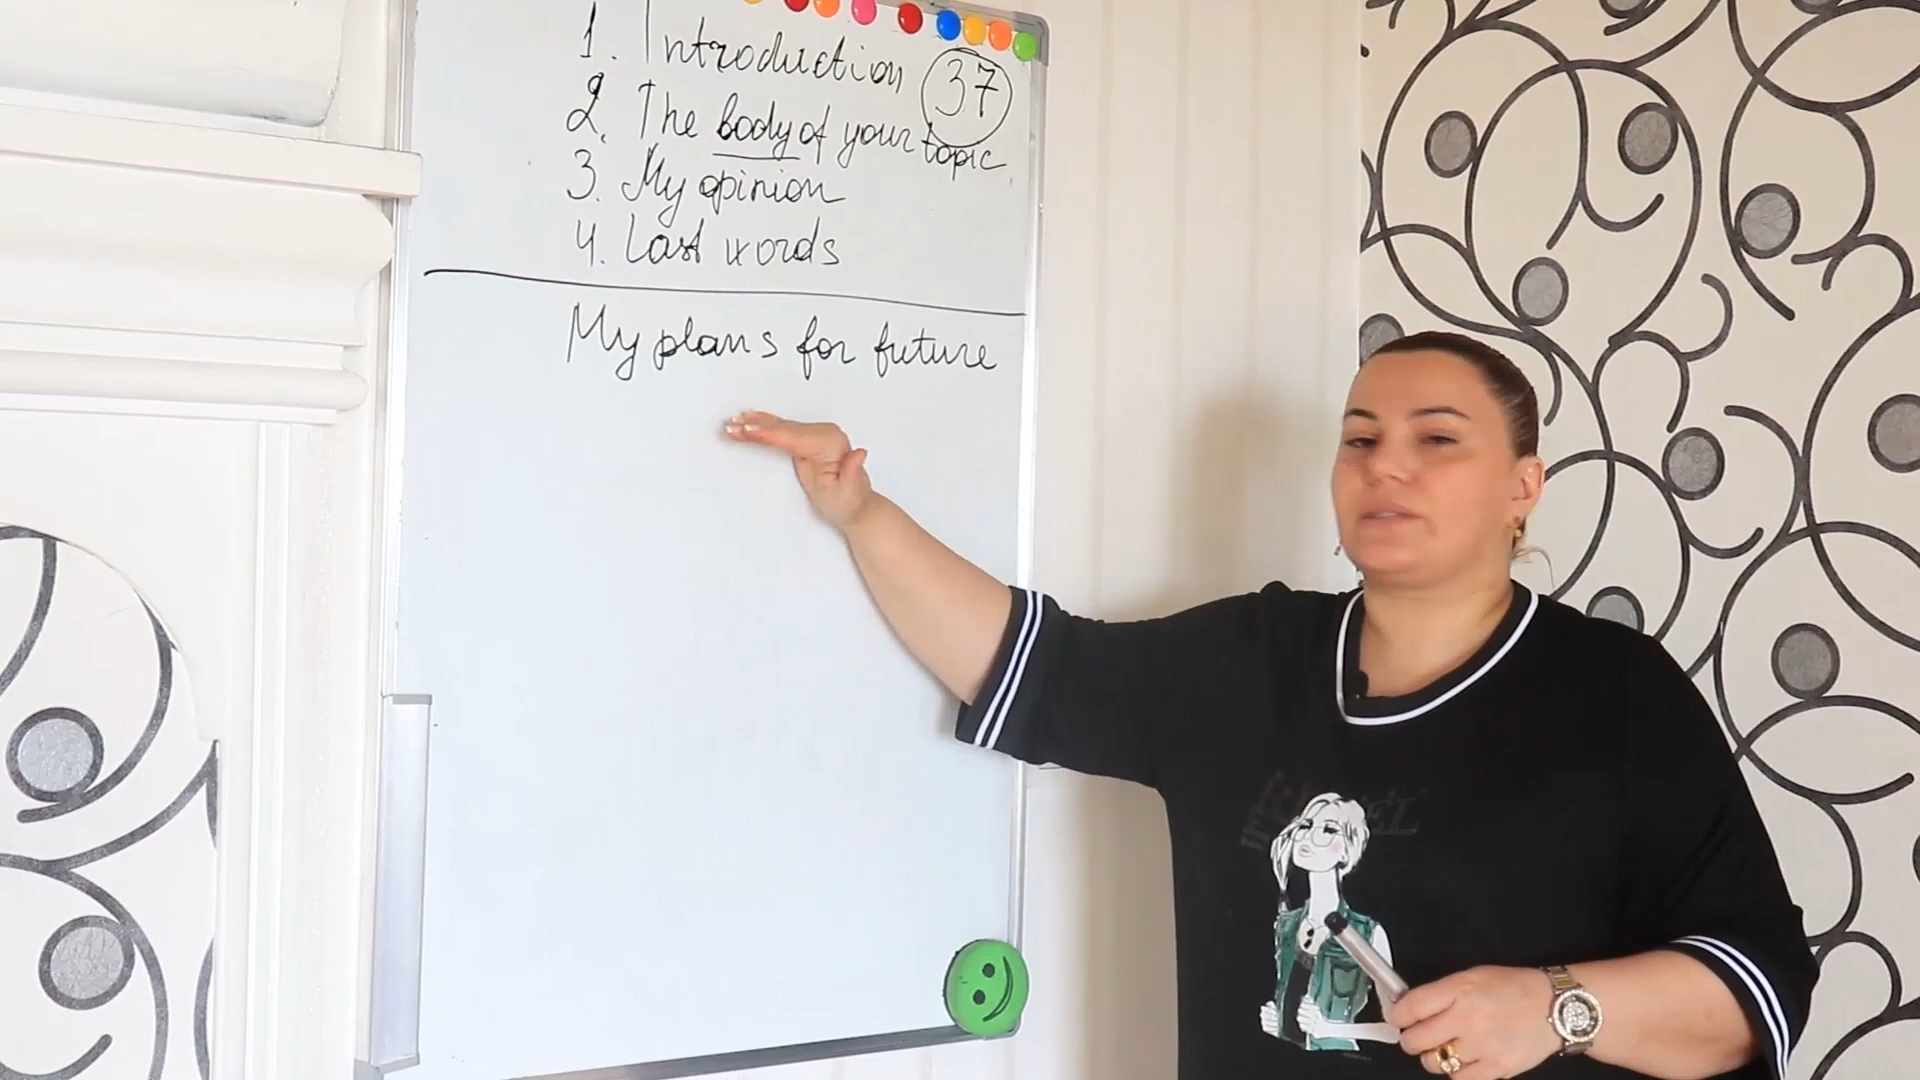 1. Introduction
37
2. The body of your topic
3. My opinion
4. Last words
My plans for future